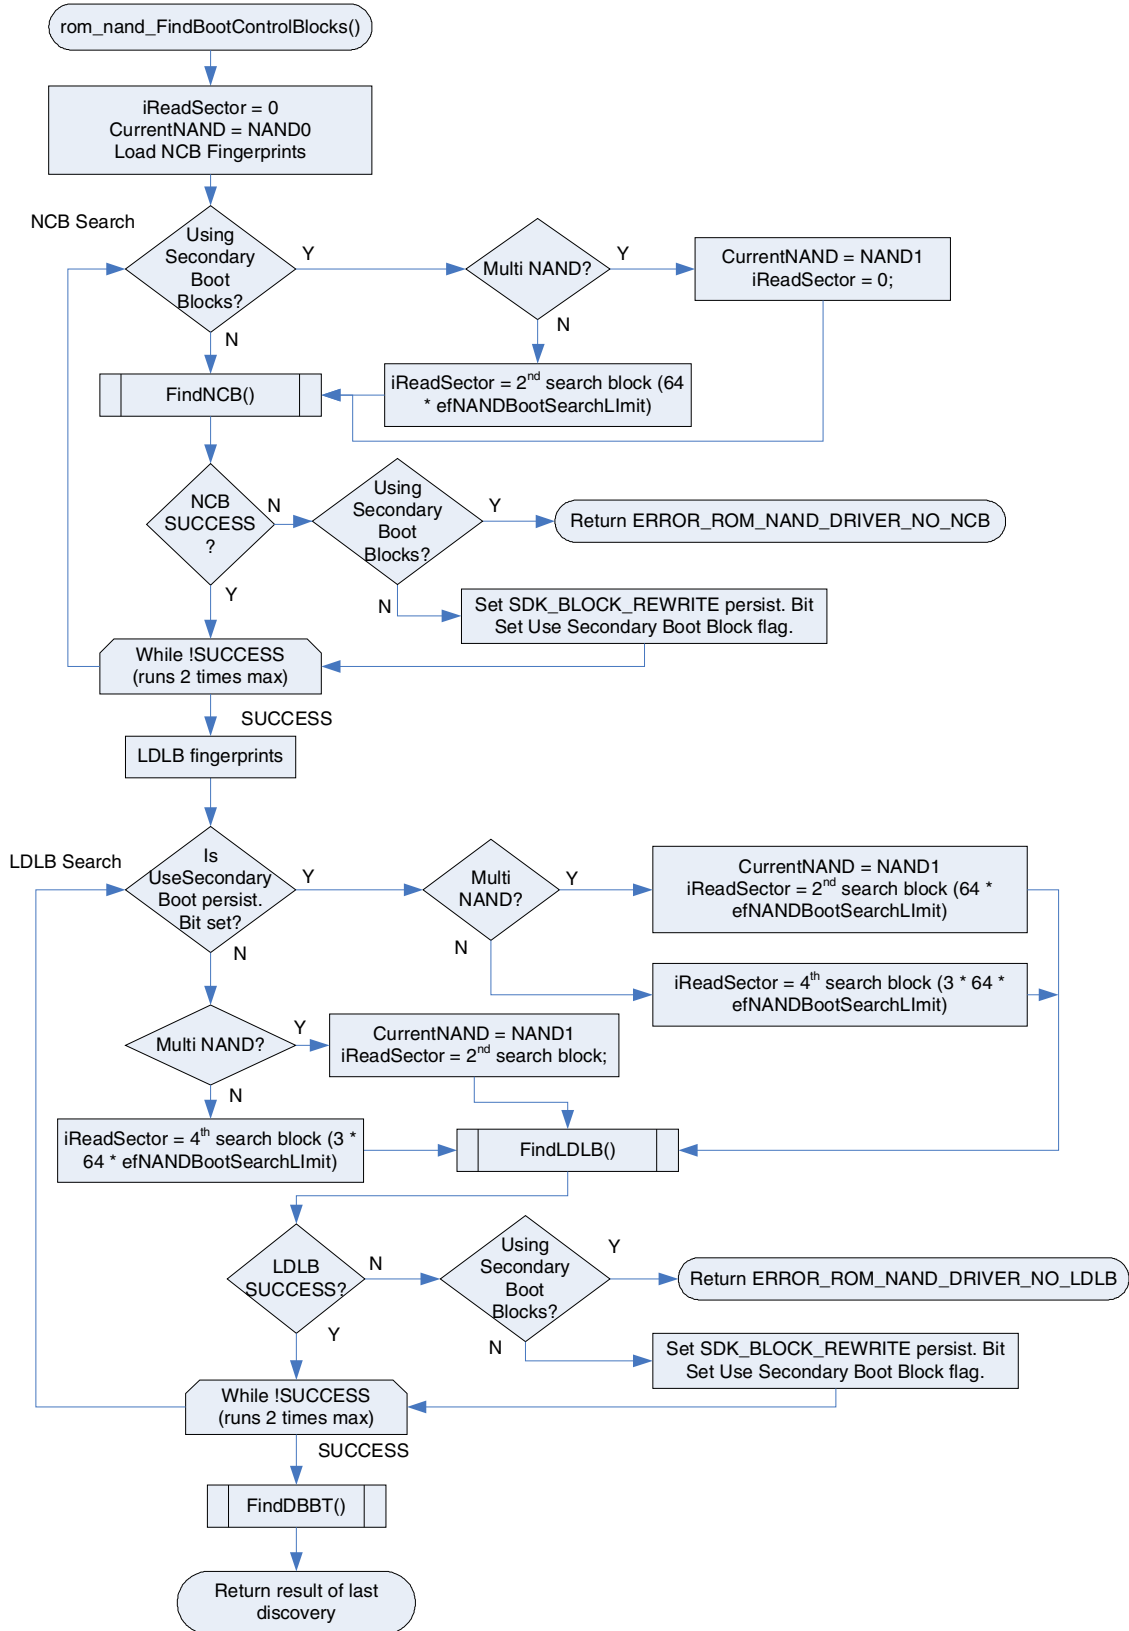 rom_nand_FindBootControlBlocks()
iReadSector = 0
CurrentNAND = NAND0
Load NCB Fingerprints
NCB Search
Using
Secondary
Boot
Blocks?
Y
Multi NAND?
Y
CurrentNAND = NAND1
iReadSector = 0;
N
N
FindNCB()
iReadSector = 2nd search block (64
* efNANDBootSearchLImit)
NCB
SUCCESS
?
N
Using
Secondary
Boot
Blocks?
Y
Return ERROR_ROM_NAND_DRIVER_NO_NCB
Y
N
Set SDK_BLOCK_REWRITE persist. Bit
Set Use Secondary Boot Block flag.
While !SUCCESS
(runs 2 times max)
SUCCESS
LDLB fingerprints
LDLB Search
Is
UseSecondary
Boot persist.
Bit set?
Y
Multi
NAND?
Y
CurrentNAND = NAND1
iReadSector = 2nd search block (64 *
efNANDBootSearchLImit)
N
N
iReadSector = 4th search block (3 * 64 *
efNANDBootSearchLImit)
Multi NAND?
Y
CurrentNAND = NAND1
iReadSector = 2nd search block;
N
iReadSector = 4th search block (3 *
64 * efNANDBootSearchLImit)
FindLDLB()
LDLB
SUCCESS?
N
Using
Secondary
Boot
Blocks?
Y
Return ERROR_ROM_NAND_DRIVER_NO_LDLB
Y
N
Set SDK_BLOCK_REWRITE persist. Bit
Set Use Secondary Boot Block flag.
While !SUCCESS
(runs 2 times max)
SUCCESS
FindDBBT()
Return result of last
discovery